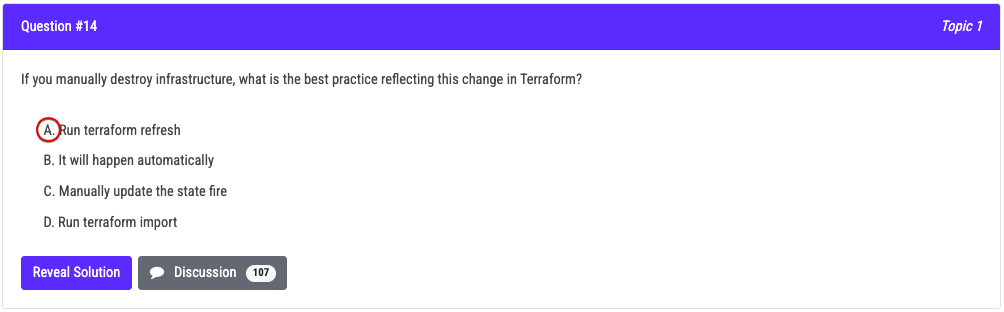 Question #14
Topic 1
If you manually destroy infrastructure, what is the best practice reflecting this change in Terraform?
A. Run terraform refresh
B. It will happen automatically
C. Manually update the state fire
D. Run terraform import
Reveal Solution
Discussion 107